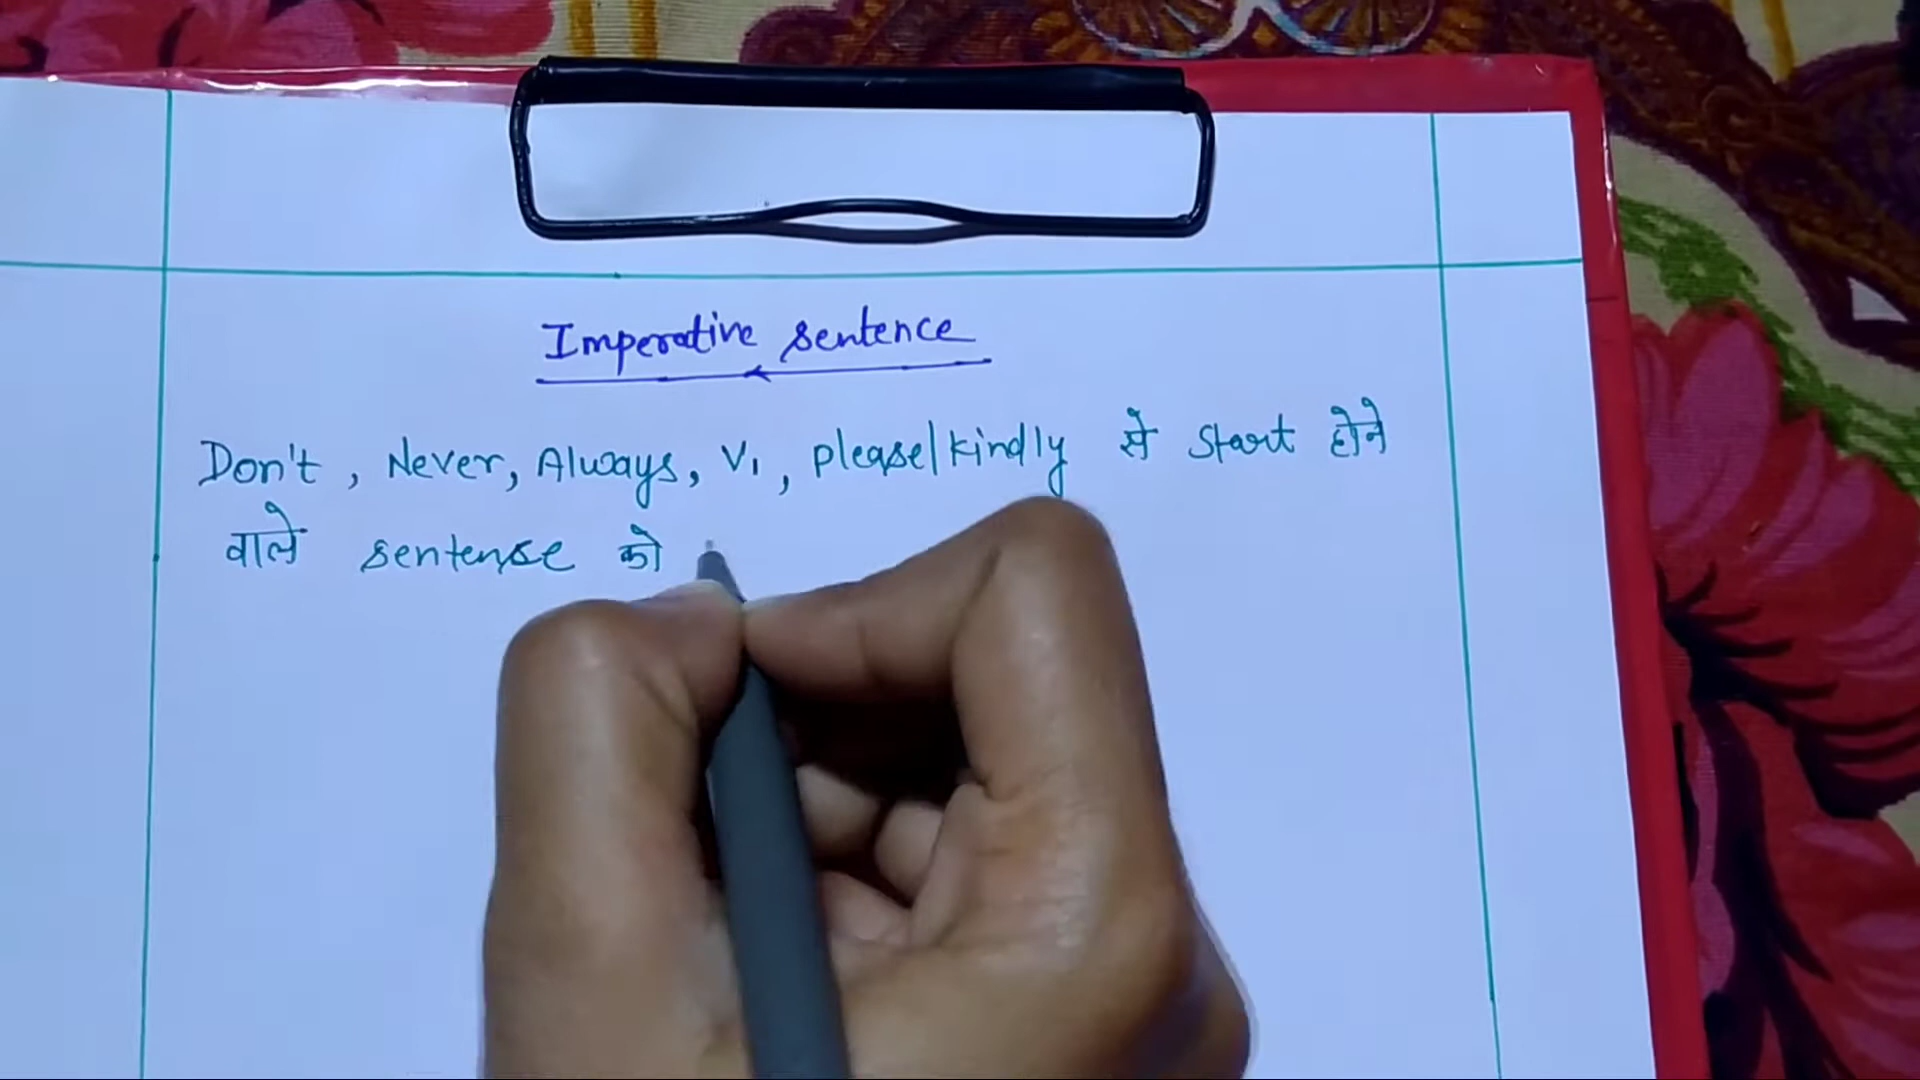 Imperative sentence
Don't, Never, Always, V1, please/kindly से start होने
वाले sentense को